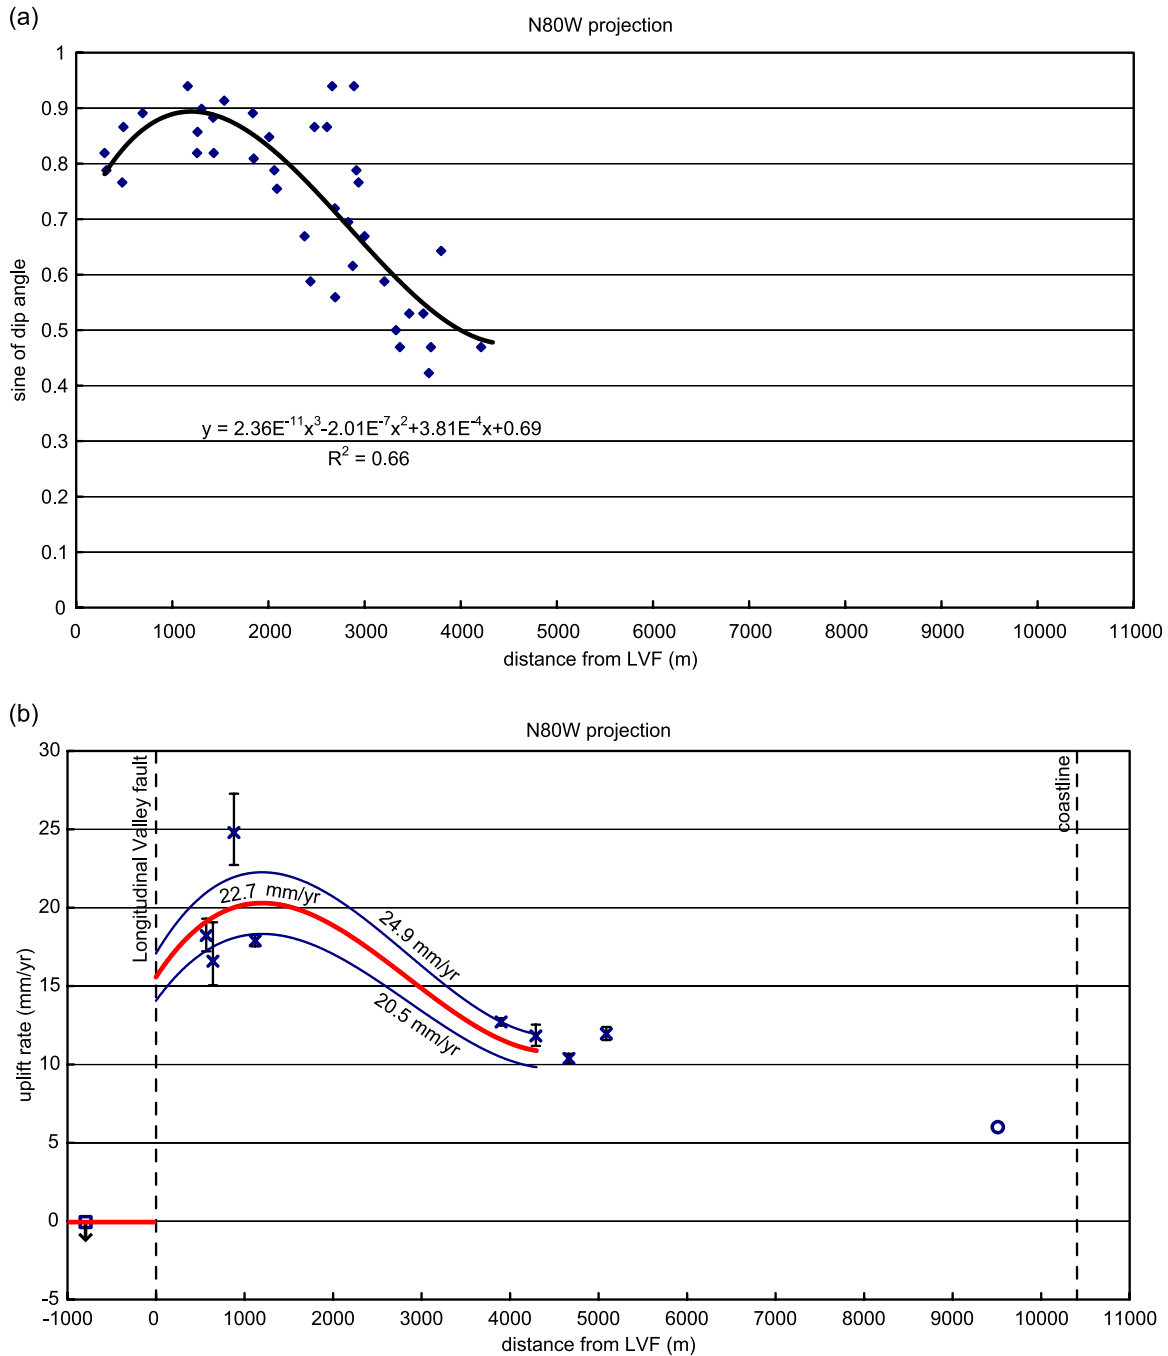 (a)
N80W projection
1
0.9
0.8
0.7
0.6
0.5
0.4
0.3
0.2
0.1
0
sine of dip angle
y = 2.36E⁻¹¹x³-2.01E⁻⁷x²+3.81E⁻⁴x+0.69
R² = 0.66
0 1000 2000 3000 4000 5000 6000 7000 8000 9000 10000 11000
distance from LVF (m)
(b)
N80W projection
30
25
20
15
10
5
0
-5
uplift rate (mm/yr)
Longitudinal Valley fault
coastline
22.7 mm/yr
24.9 mm/yr
20.5 mm/yr
-1000 0 1000 2000 3000 4000 5000 6000 7000 8000 9000 10000 11000
distance from LVF (m)